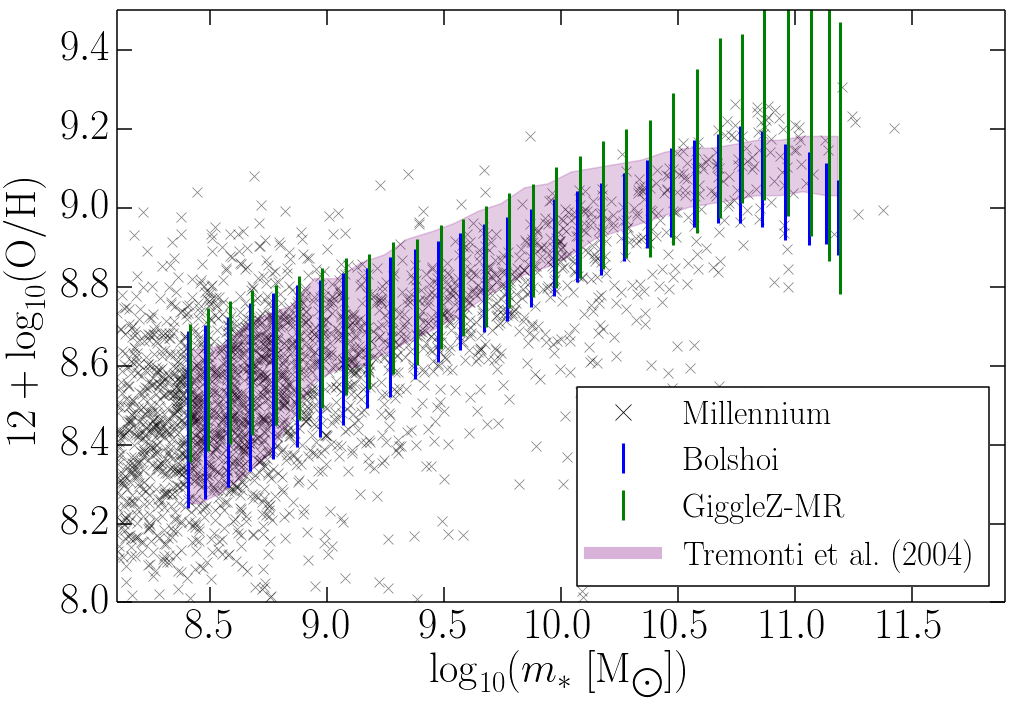 12 + log₁₀(O/H)
9.4
9.2
9.0
8.8
8.6
8.4
8.2
8.0
Millennium
Bolshoi
GiggleZ-MR
Tremonti et al. (2004)
8.5 9.0 9.5 10.0 10.5 11.0 11.5
log₁₀(m∗ [M⊙])